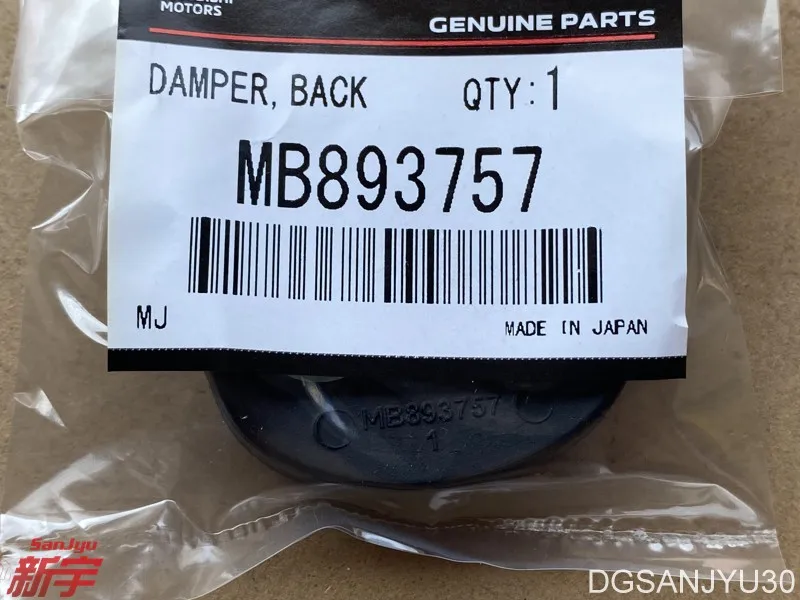 MOTORS
GENUINE PARTS
DAMPER, BACK QTY:1
MB893757
MJ
MADE IN JAPAN
MB893757
1
SanJyu
新宇
DGSANJYU30